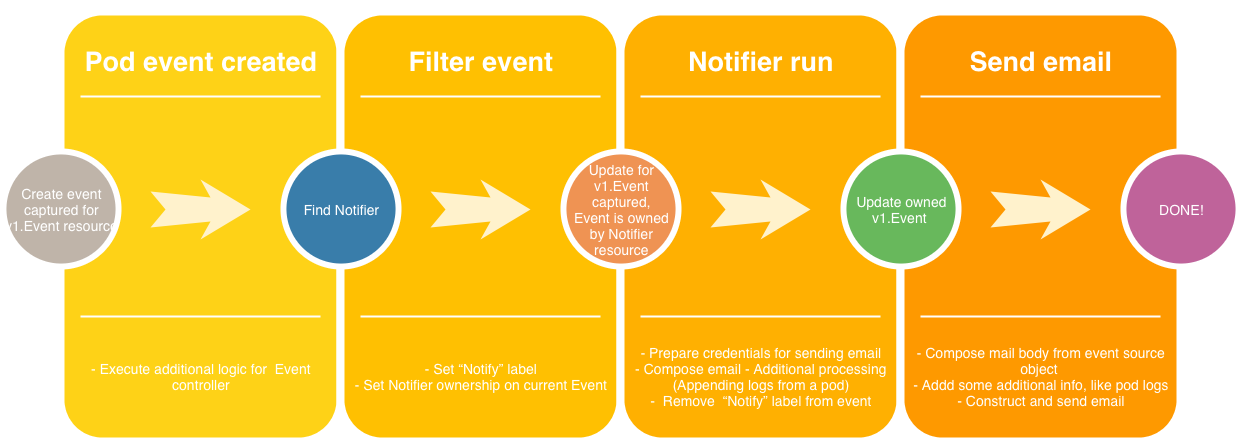 Pod event created
Filter event
Notifier run
Send email
Create event
captured for
v1.Event resource
Find Notifier
Update for
v1.Event
captured,
Event is owned
by Notifier
resource
Update owned
v1.Event
DONE!
- Execute additional logic for Event
controller
- Set “Notify” label
- Set Notifier ownership on current Event
- Prepare credentials for sending email
- Compose email - Additional processing
(Appending logs from a pod)
- Remove “Notify” label from event
- Compose mail body from event source
object
- Addd some additional info, like pod logs
- Construct and send email